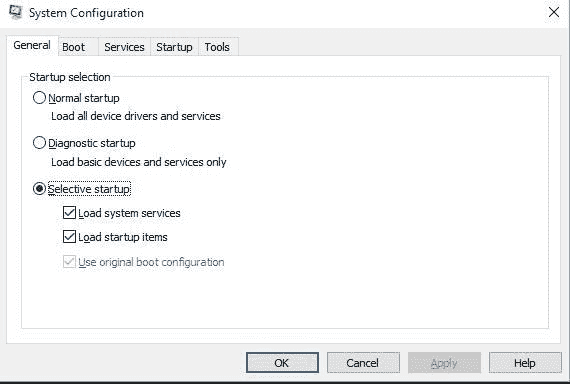 System Configuration
General Boot Services Startup Tools
Startup selection
Normal startup
Load all device drivers and services
Diagnostic startup
Load basic devices and services only
Selective startup
Load system services
Load startup items
Use original boot configuration
OK Cancel Apply Help